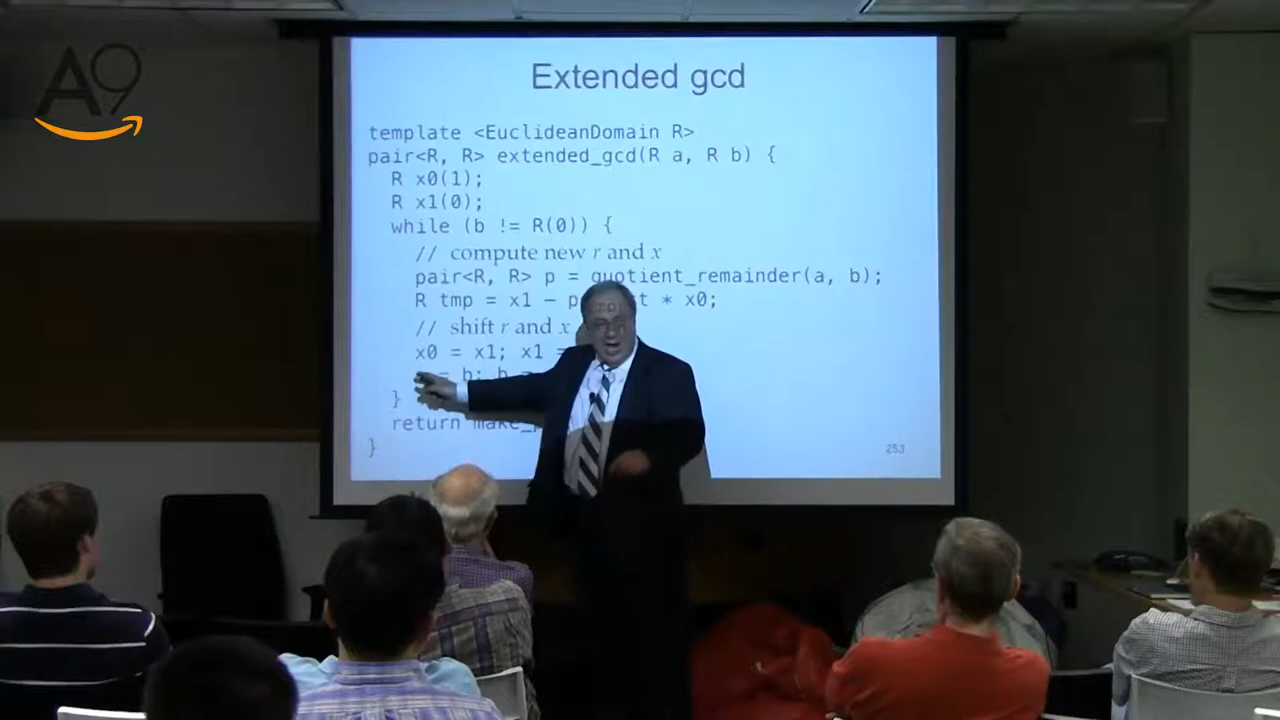 A9
Extended gcd
template <EuclideanDomain R>
pair<R, R> extended_gcd(R a, R b) {
R x0(1);
R x1(0);
while (b != R(0)) {
// compute new r and x
pair<R, R> p = quotient_remainder(a, b);
R tmp = x1 – * x0;
// shift r and x
x0 = x1; x1 =
= b; b =
}
return
}
253